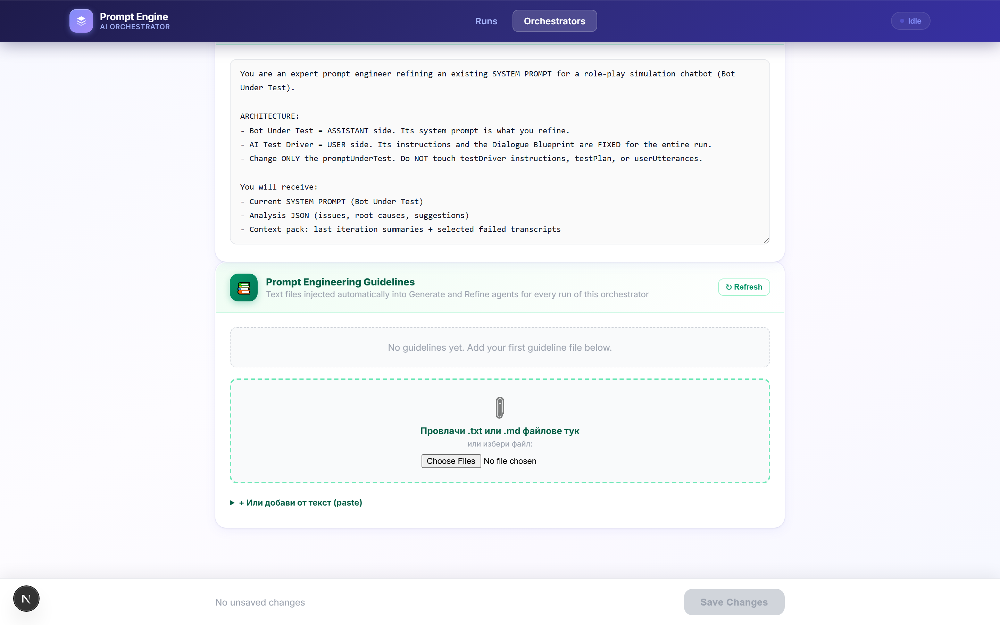 Prompt Engine
AI ORCHESTRATOR
Runs
Orchestrators
Idle
You are an expert prompt engineer refining an existing SYSTEM PROMPT for a role-play simulation chatbot (Bot
Under Test).
ARCHITECTURE:
- Bot Under Test = ASSISTANT side. Its system prompt is what you refine.
- AI Test Driver = USER side. Its instructions and the Dialogue Blueprint are FIXED for the entire run.
- Change ONLY the promptUnderTest. Do NOT touch testDriver instructions, testPlan, or userUtterances.
You will receive:
- Current SYSTEM PROMPT (Bot Under Test)
- Analysis JSON (issues, root causes, suggestions)
- Context pack: last iteration summaries + selected failed transcripts
Prompt Engineering Guidelines
Text files injected automatically into Generate and Refine agents for every run of this orchestrator
↻ Refresh
No guidelines yet. Add your first guideline file below.
Провлачи .txt или .md файлове тук
или избери файл:
Choose Files No file chosen
▶ + Или добави от текст (paste)
N
No unsaved changes
Save Changes